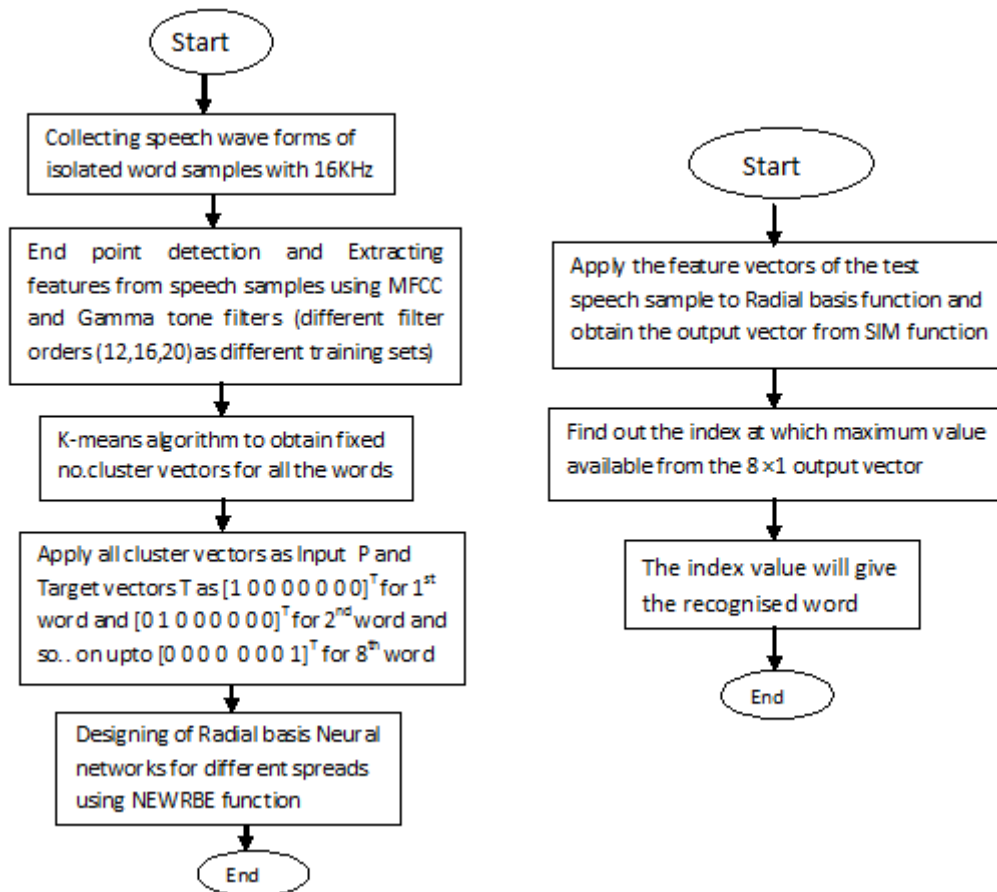 Start
Collecting speech wave forms of
isolated word samples with 16KHz
End point detection and Extracting
features from speech samples using MFCC
and Gamma tone filters (different filter
orders (12,16,20) as different training sets)
K-means algorithm to obtain fixed
no.cluster vectors for all the words
Apply all cluster vectors as Input P and
Target vectors T as [1 0 0 0 0 0 0 0]ᵀ for 1ˢᵗ
word and [0 1 0 0 0 0 0 0]ᵀ for 2ⁿᵈ word and
so.. on upto [0 0 0 0 0 0 0 1]ᵀ for 8ᵗʰ word
Designing of Radial basis Neural
networks for different spreads
using NEWRBE function
End
Start
Apply the feature vectors of the test
speech sample to Radial basis function and
obtain the output vector from SIM function
Find out the index at which maximum value
available from the 8 ×1 output vector
The index value will give
the recognised word
End